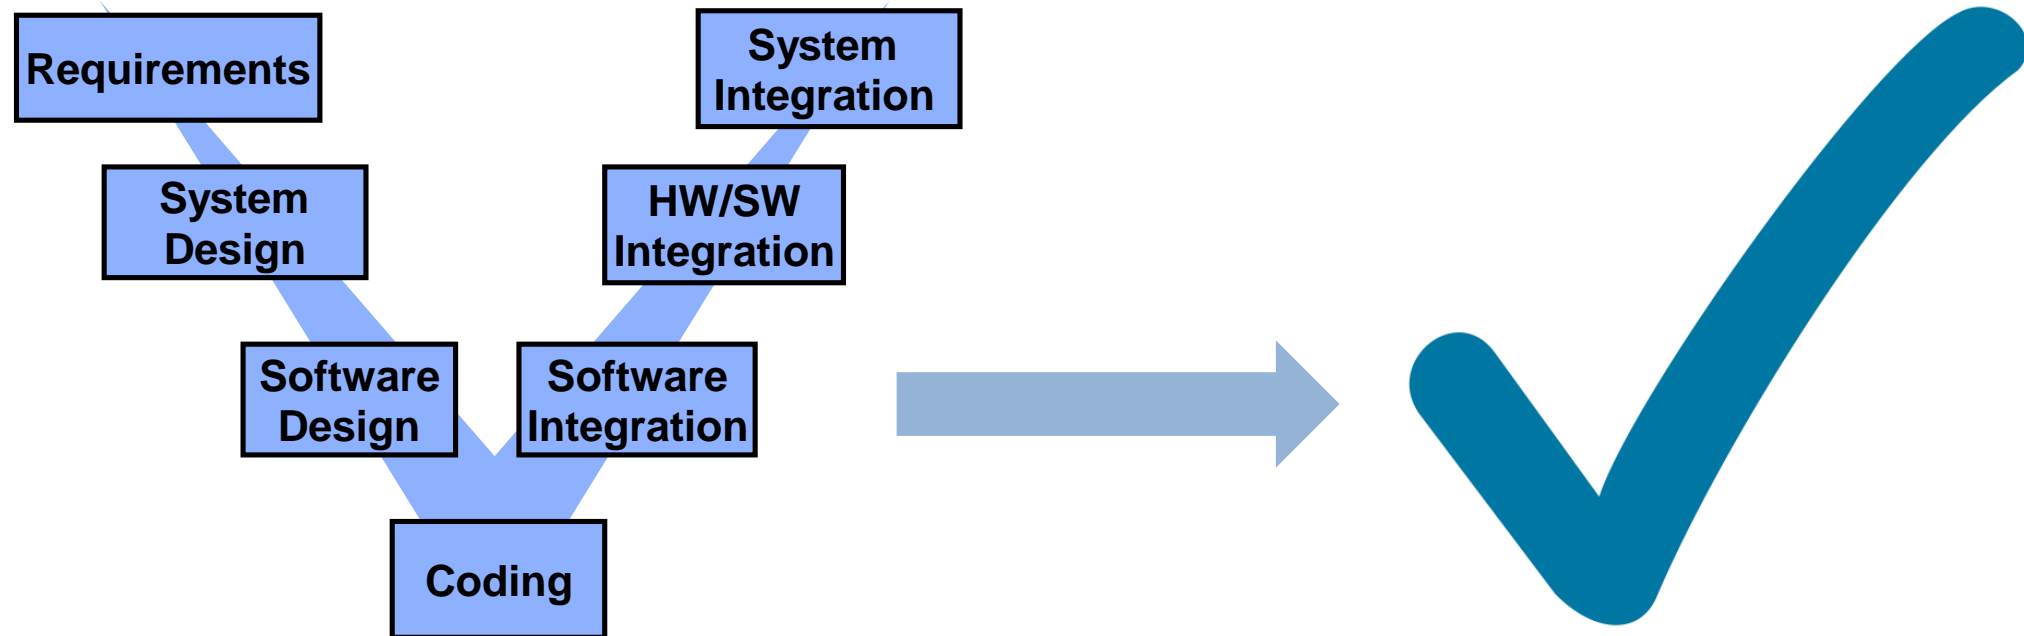 Requirements
System
Design
Software
Design
Coding
Software
Integration
HW/SW
Integration
System
Integration